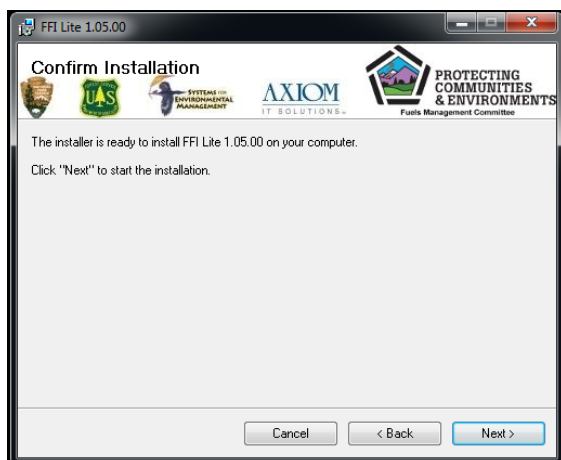 FFI Lite 1.05.00
Confirm Installation
U S
SYSTEMS FOR
ENVIRONMENTAL
MANAGEMENT
AXIOM
IT SOLUTIONS
PROTECTING
COMMUNITIES
& ENVIRONMENTS
Fuels Management Committee
The installer is ready to install FFI Lite 1.05.00 on your computer.
Click "Next" to start the installation.
Cancel
< Back
Next >